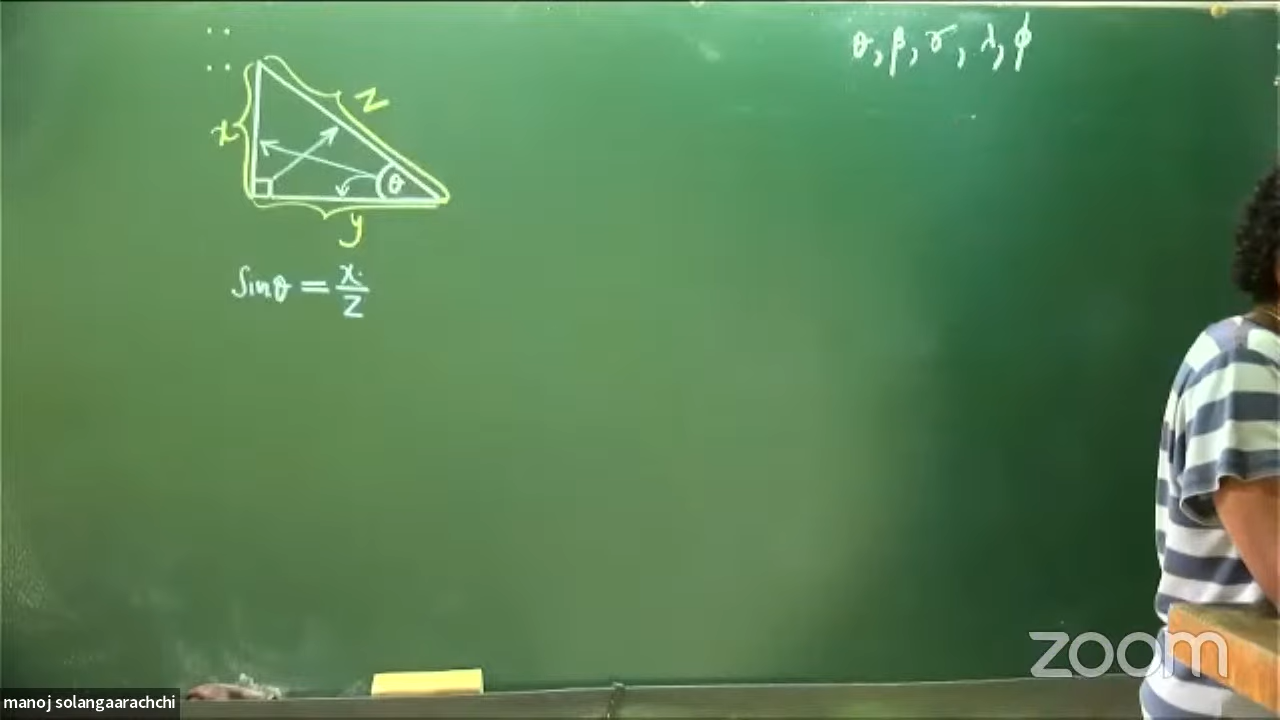 θ, β, γ, λ, ϕ
x
z
θ
y
Sinθ = x/z
zoom
manoj solangaarachchi